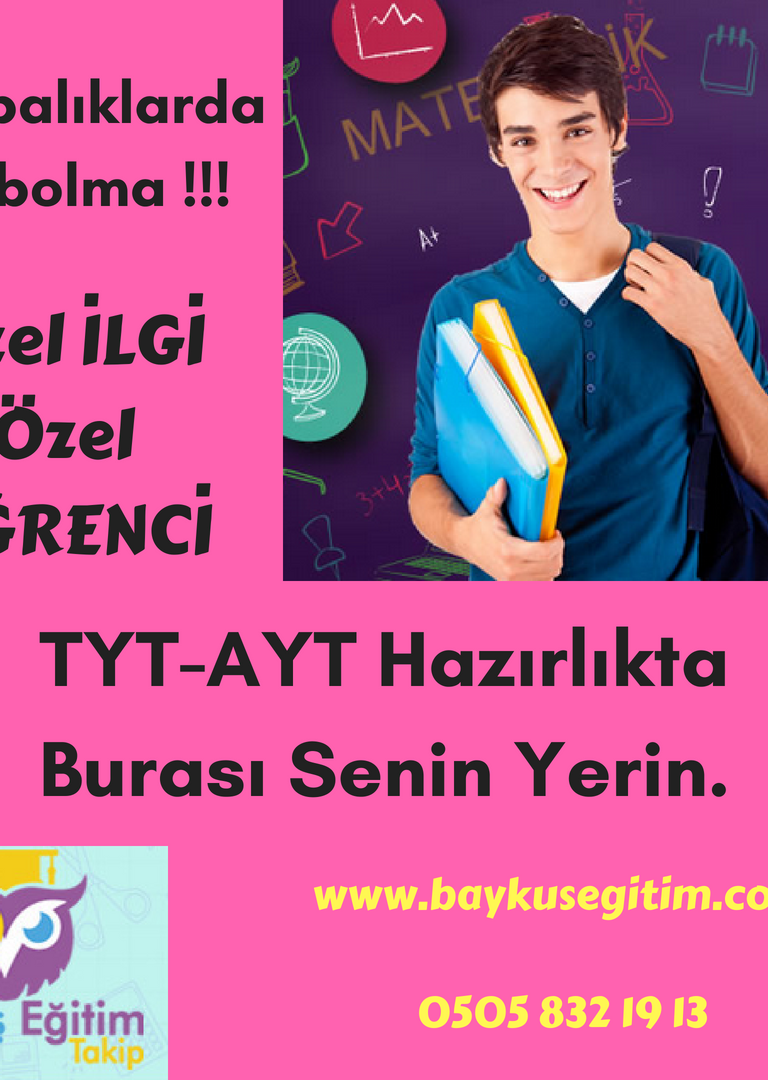 balıklarda
bolma !!!
zel İLGİ
Özel
ĞRENCİ
MATE İK
A+
3+4
TYT-AYT Hazırlıkta
Burası Senin Yerin.
www.baykusegitim.co
0505 832 19 13
ş Eğitim
Takip